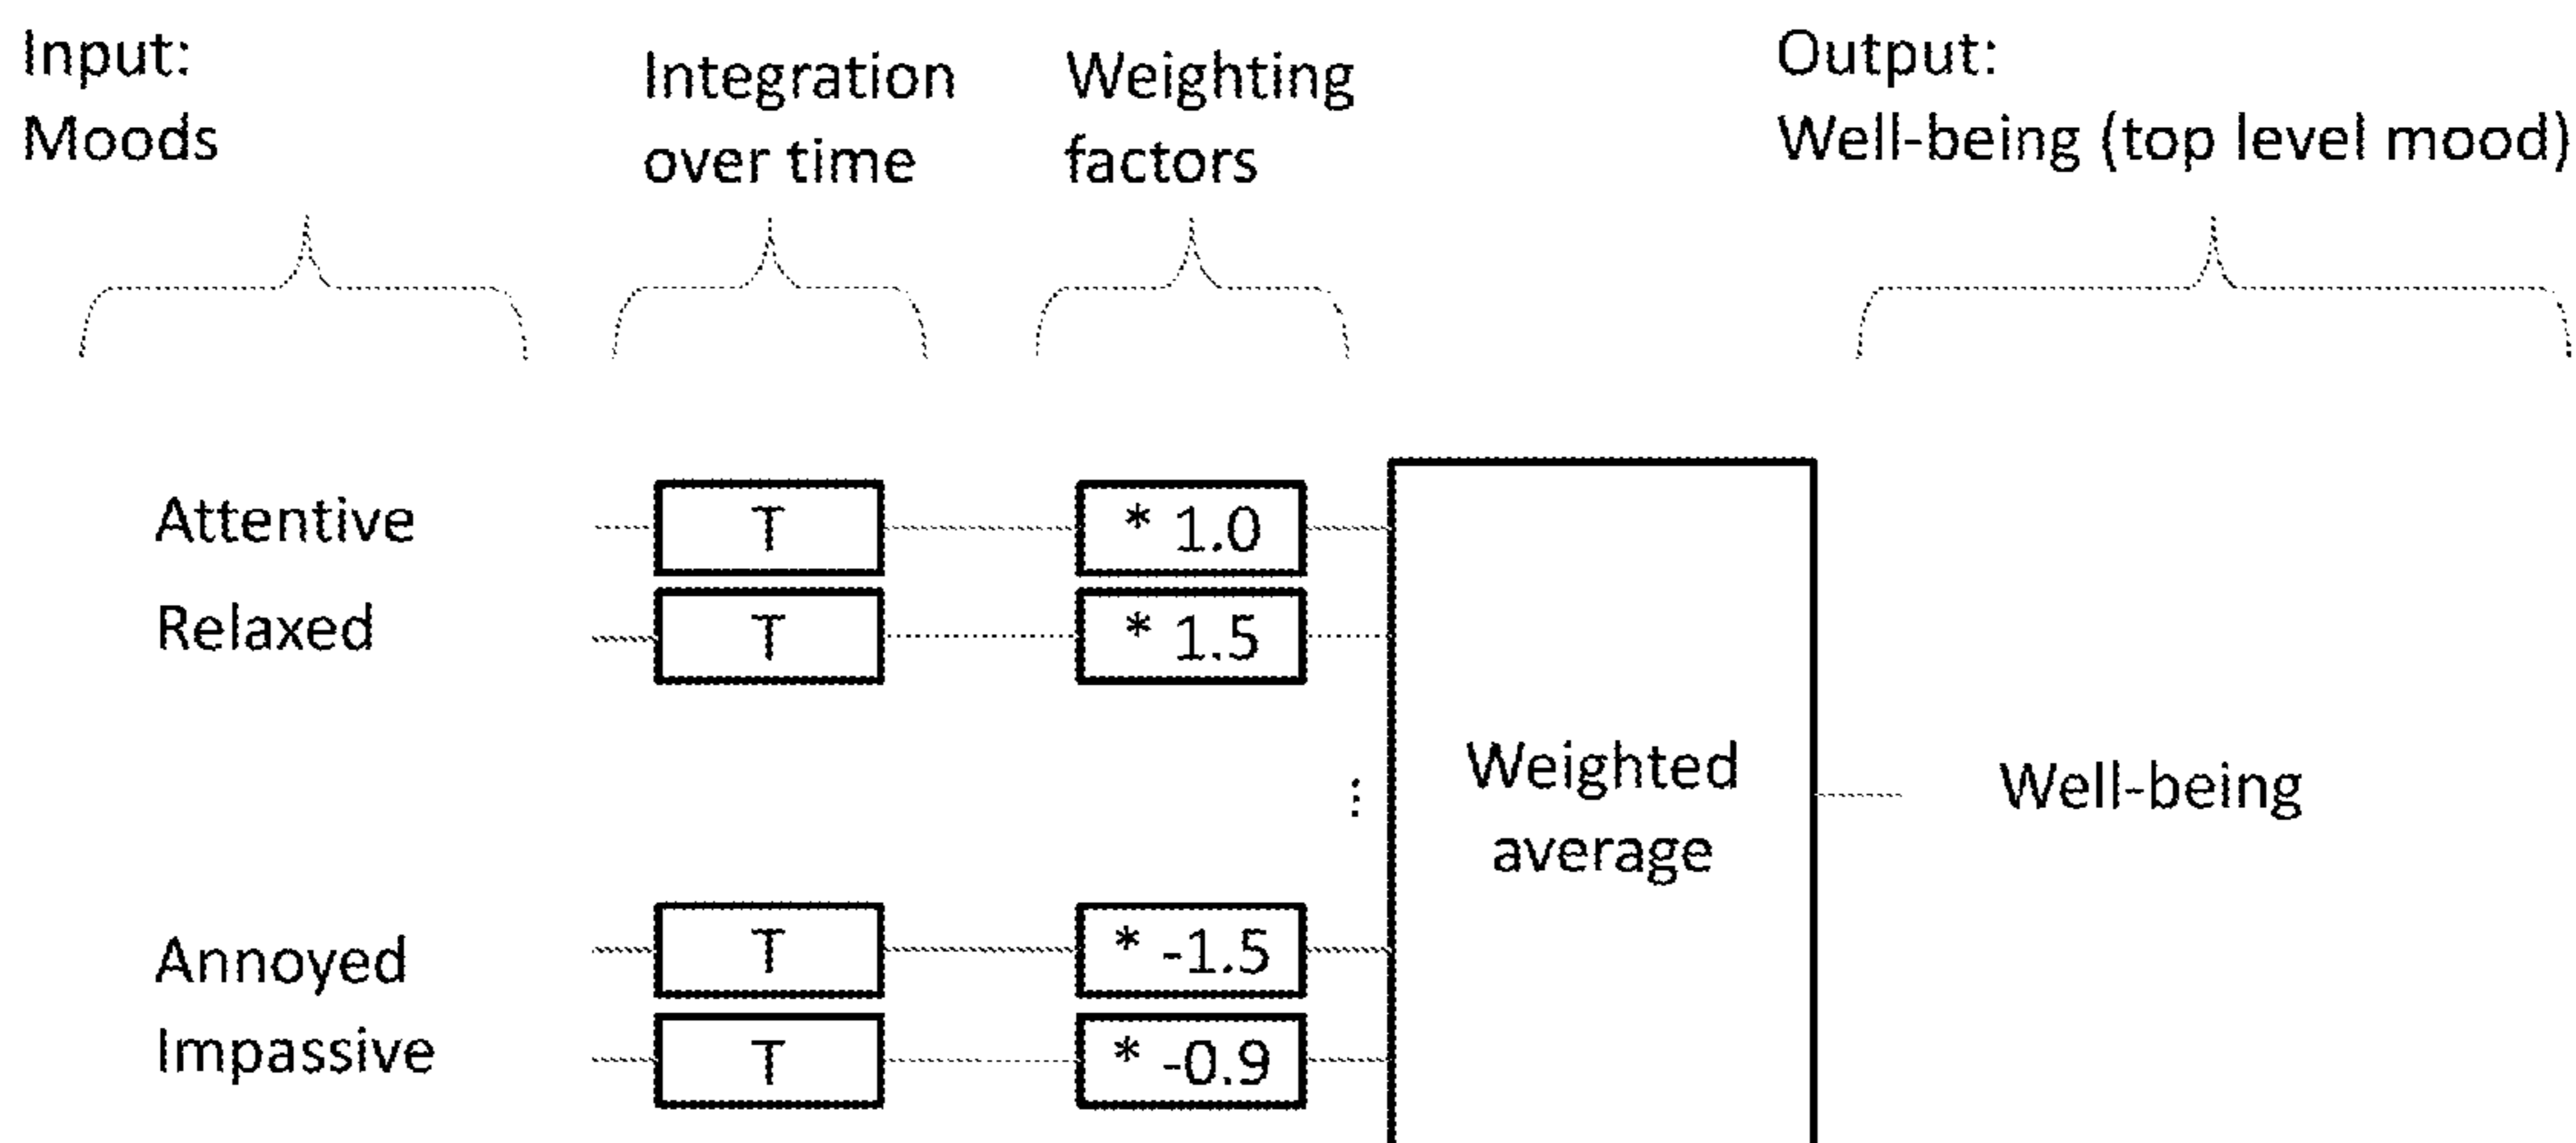 Input:
Moods
Integration
over time
Weighting
factors
Output:
Well-being (top level mood)
Attentive
T
* 1.0
Relaxed
T
* 1.5
⋮
Weighted
average
Well-being
Annoyed
T
* -1.5
Impassive
T
* -0.9